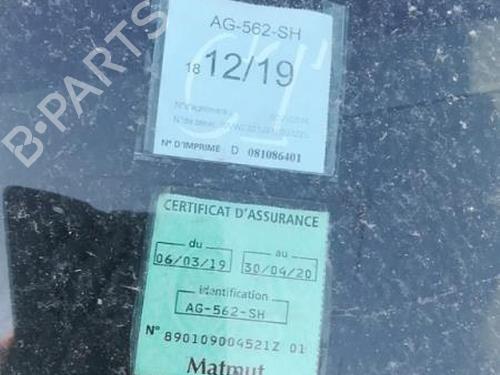 AG-562-SH
18 12/19
N° D'IMPRIMÉ : D 081086401
CERTIFICAT D'ASSURANCE
du au
06/03/19 30/04/20
identification
AG-562-SH
N° 890109004521Z 01
Matmut
B-PARTS